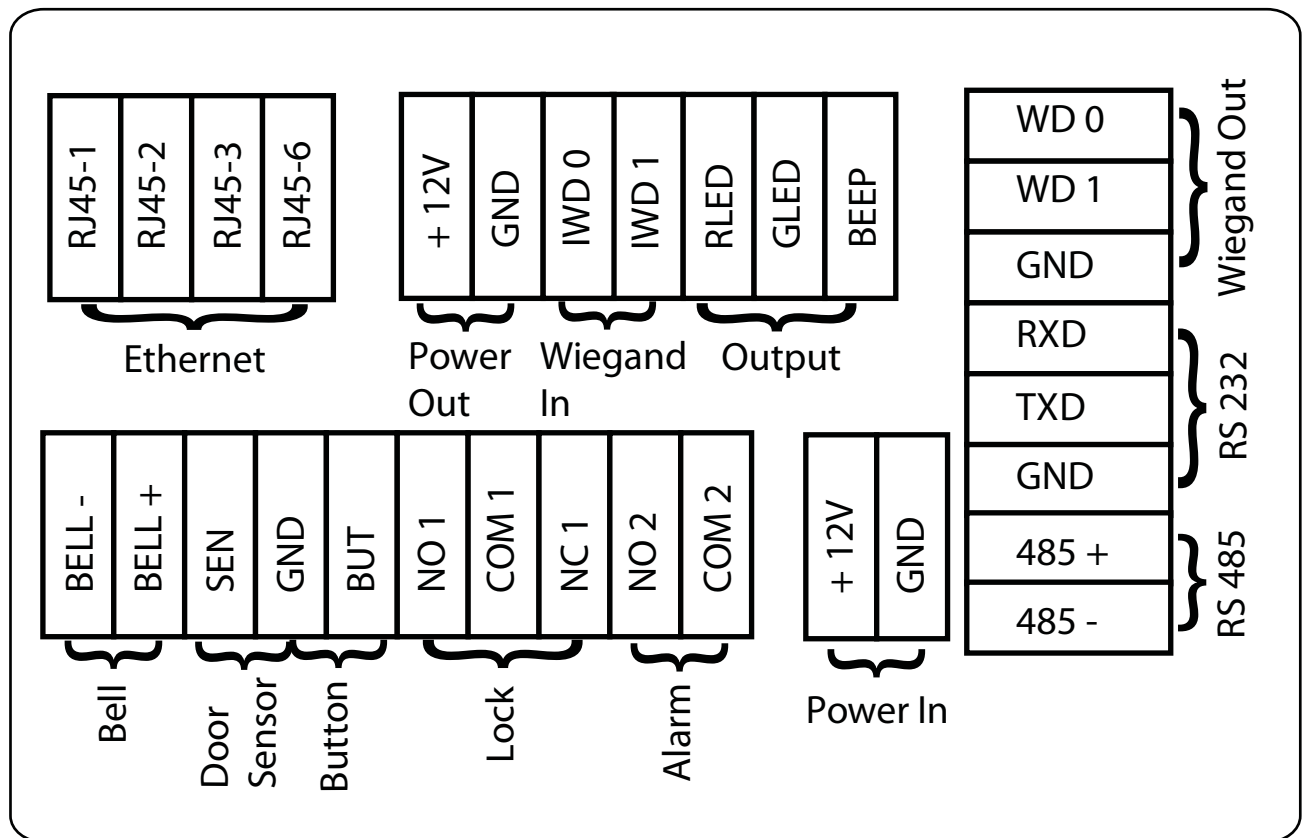 RJ45-1
RJ45-2
RJ45-3
RJ45-6
Ethernet
+ 12V
GND
IWD 0
IWD 1
RLED
GLED
BEEP
Power
Out
Wiegand
In
Output
WD 0
WD 1
GND
RXD
TXD
GND
485 +
485 -
Wiegand Out
RS 232
RS 485
BELL -
BELL +
SEN
GND
BUT
NO 1
COM 1
NC 1
NO 2
COM 2
Bell
Door
Sensor
Button
Lock
Alarm
+ 12V
GND
Power In